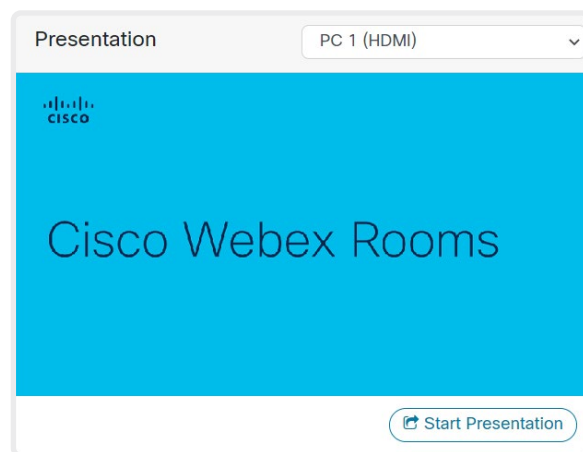 Presentation
PC 1 (HDMI)
CISCO
Cisco Webex Rooms
Start Presentation